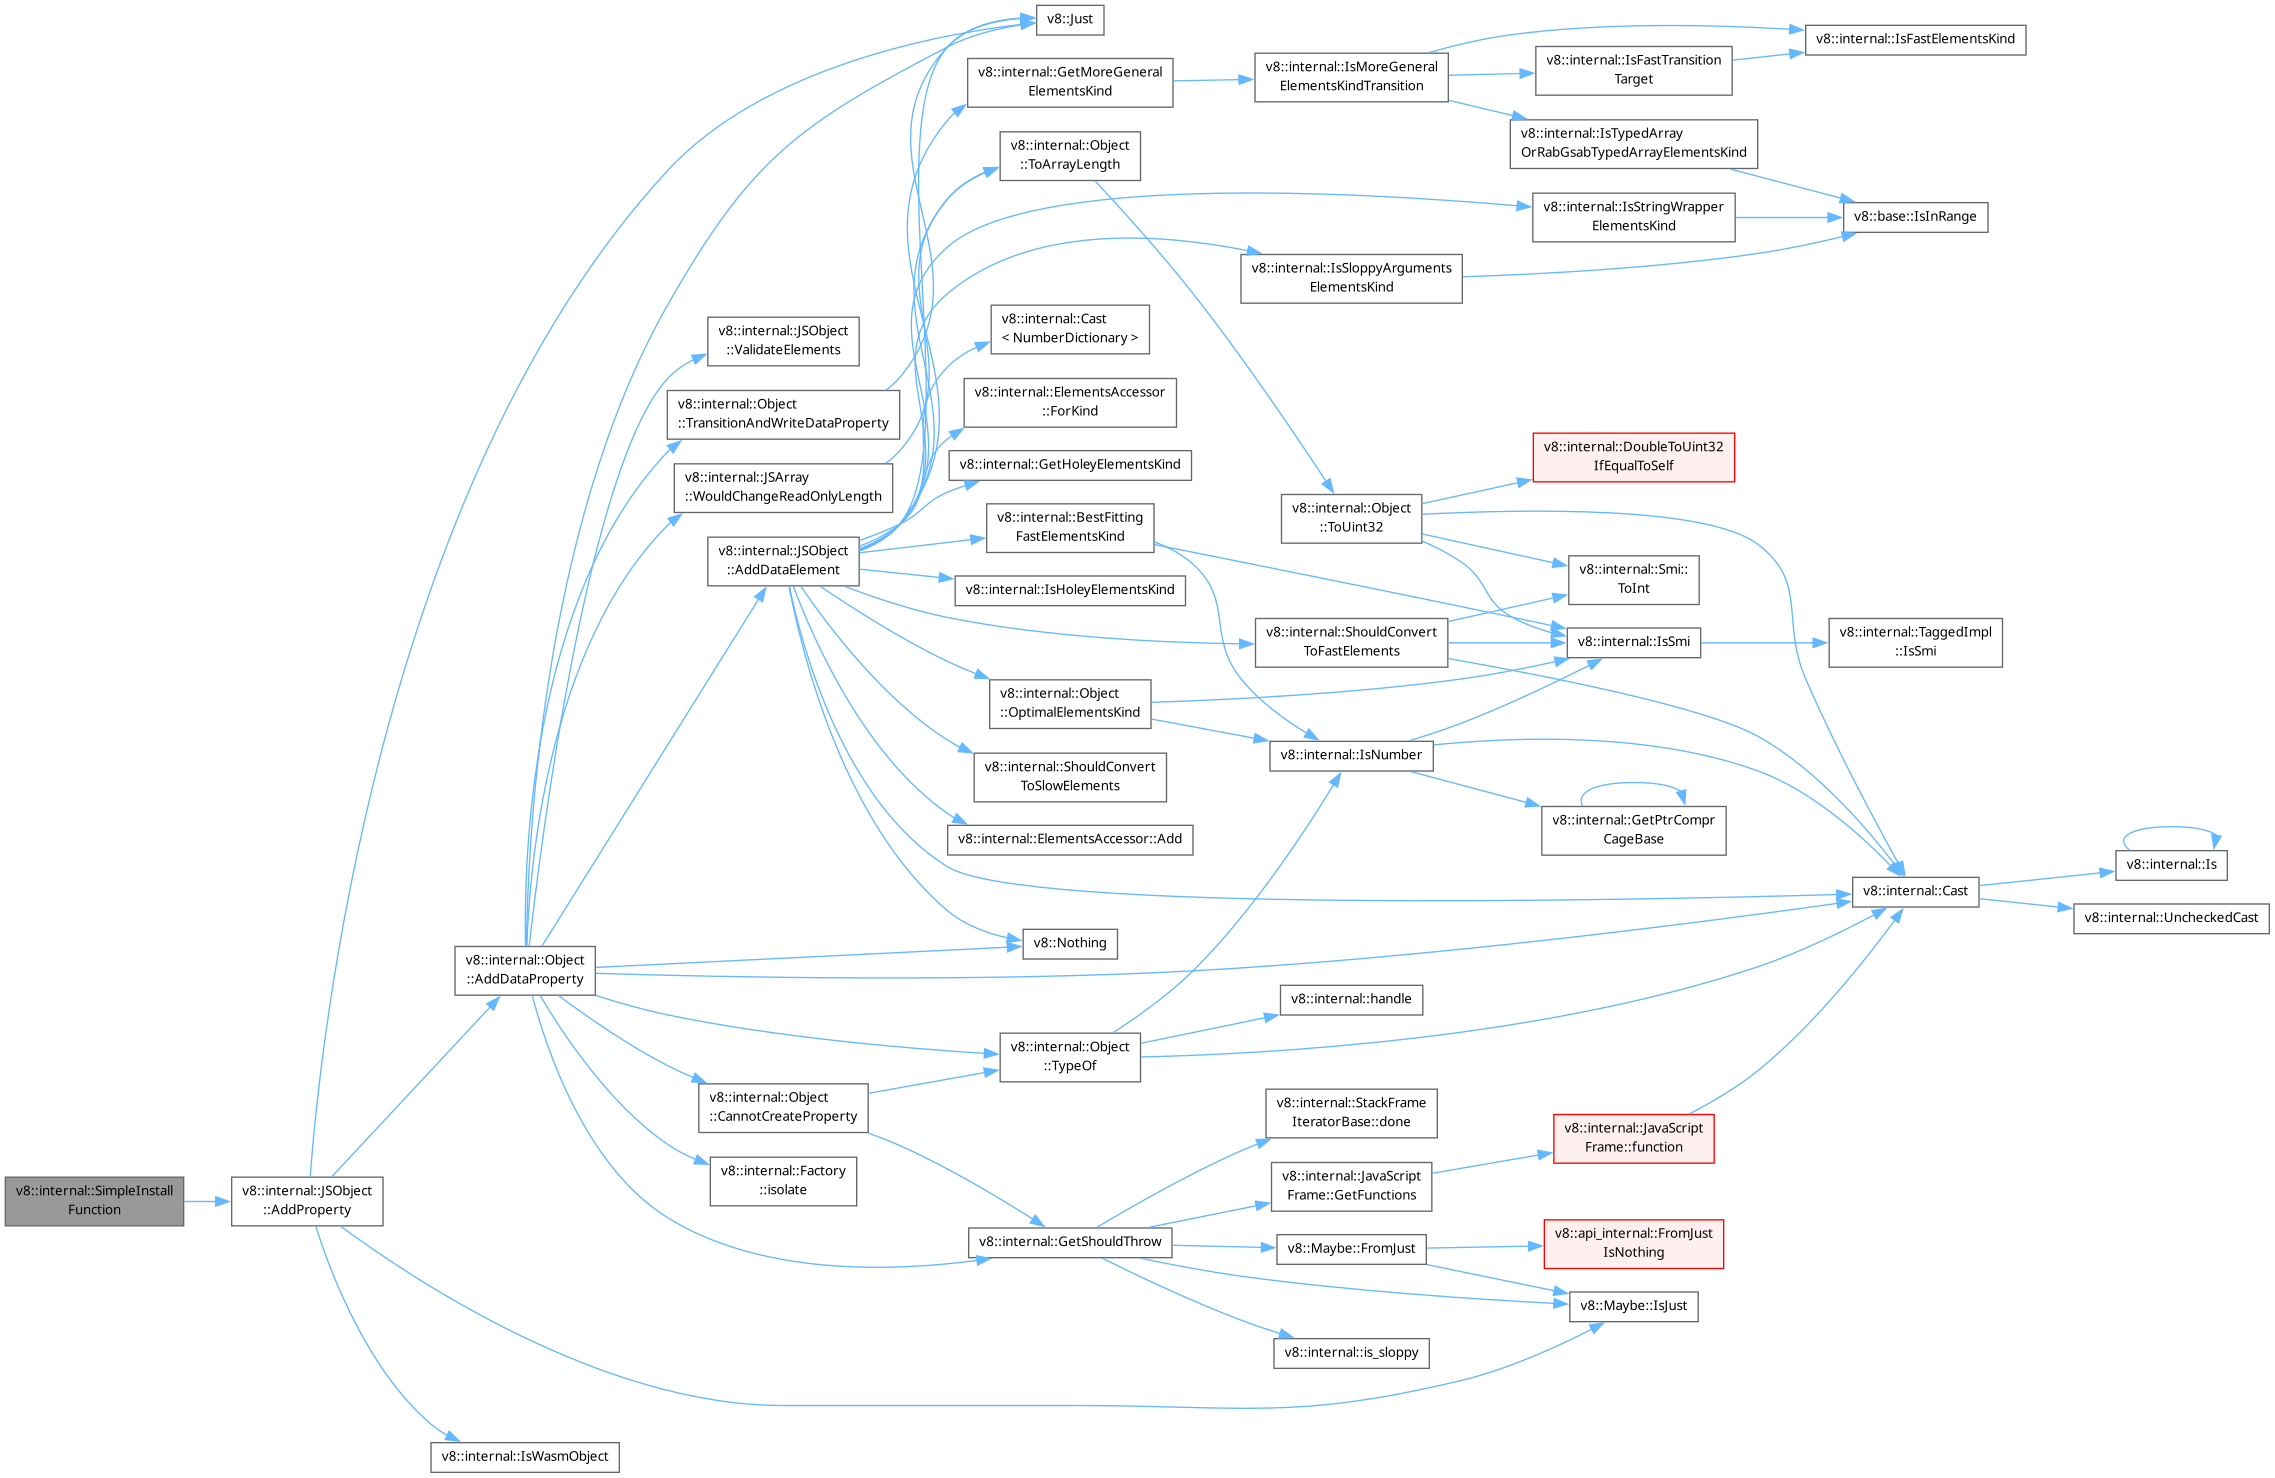 v8::internal::SimpleInstall
Function
v8::internal::JSObject
::AddProperty
v8::Just
v8::internal::Object
::AddDataProperty
v8::internal::IsWasmObject
v8::internal::JSObject
::ValidateElements
v8::internal::Object
::TransitionAndWriteDataProperty
v8::internal::JSArray
::WouldChangeReadOnlyLength
v8::internal::JSObject
::AddDataElement
v8::internal::Object
::CannotCreateProperty
v8::internal::Factory
::isolate
v8::internal::GetMoreGeneral
ElementsKind
v8::internal::Object
::ToArrayLength
v8::internal::Cast
< NumberDictionary >
v8::internal::ElementsAccessor
::ForKind
v8::internal::GetHoleyElementsKind
v8::internal::BestFitting
FastElementsKind
v8::internal::IsHoleyElementsKind
v8::internal::Object
::OptimalElementsKind
v8::internal::ShouldConvert
ToSlowElements
v8::internal::ElementsAccessor::Add
v8::Nothing
v8::internal::Object
::TypeOf
v8::internal::GetShouldThrow
v8::internal::IsMoreGeneral
ElementsKindTransition
v8::internal::IsSloppyArguments
ElementsKind
v8::internal::Object
::ToUint32
v8::internal::ShouldConvert
ToFastElements
v8::internal::IsNumber
v8::internal::handle
v8::internal::StackFrame
IteratorBase::done
v8::internal::JavaScript
Frame::GetFunctions
v8::Maybe::FromJust
v8::internal::is_sloppy
v8::internal::IsFastTransition
Target
v8::internal::IsTypedArray
OrRabGsabTypedArrayElementsKind
v8::internal::IsStringWrapper
ElementsKind
v8::internal::DoubleToUint32
IfEqualToSelf
v8::internal::Smi::
ToInt
v8::internal::IsSmi
v8::internal::GetPtrCompr
CageBase
v8::internal::JavaScript
Frame::function
v8::api_internal::FromJust
IsNothing
v8::Maybe::IsJust
v8::internal::IsFastElementsKind
v8::base::IsInRange
v8::internal::TaggedImpl
::IsSmi
v8::internal::Cast
v8::internal::Is
v8::internal::UncheckedCast